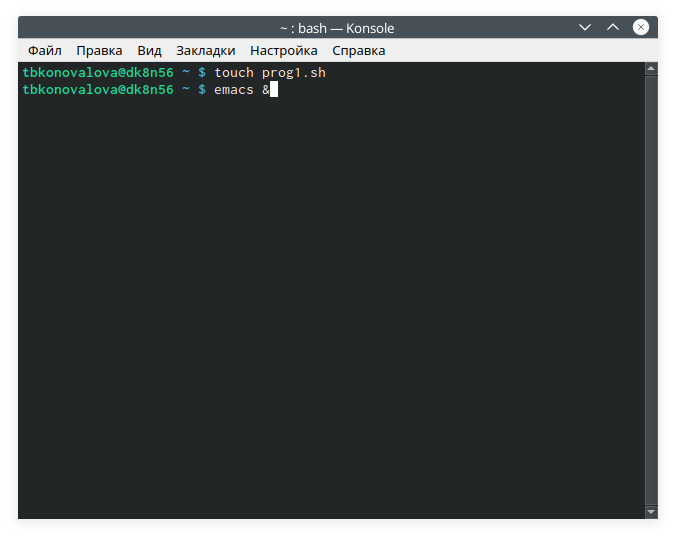 ~ : bash — Konsole
Файл Правка Вид Закладки Настройка Справка
tbkonovalova@dk8n56 ~ $ touch prog1.sh
tbkonovalova@dk8n56 ~ $ emacs &